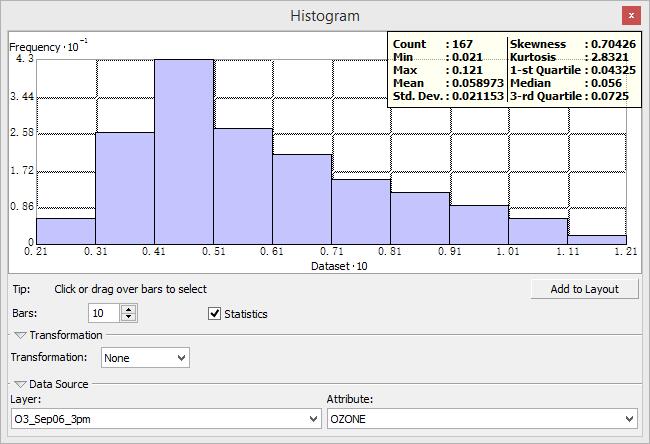 Histogram
x
Frequency · 10⁻¹
Count : 167 Skewness : 0.70426
Min : 0.021 Kurtosis : 2.8321
Max : 0.121 1-st Quartile : 0.04325
Mean : 0.058973 Median : 0.056
Std. Dev. : 0.021153 3-rd Quartile : 0.0725
4.3
3.44
2.58
1.72
0.86
0
0.21 0.31 0.41 0.51 0.61 0.71 0.81 0.91 1.01 1.11 1.21
Dataset · 10
Tip: Click or drag over bars to select
Add to Layout
Bars: 10 Statistics
Transformation
Transformation: None
Data Source
Layer: Attribute:
O3_Sep06_3pm OZONE